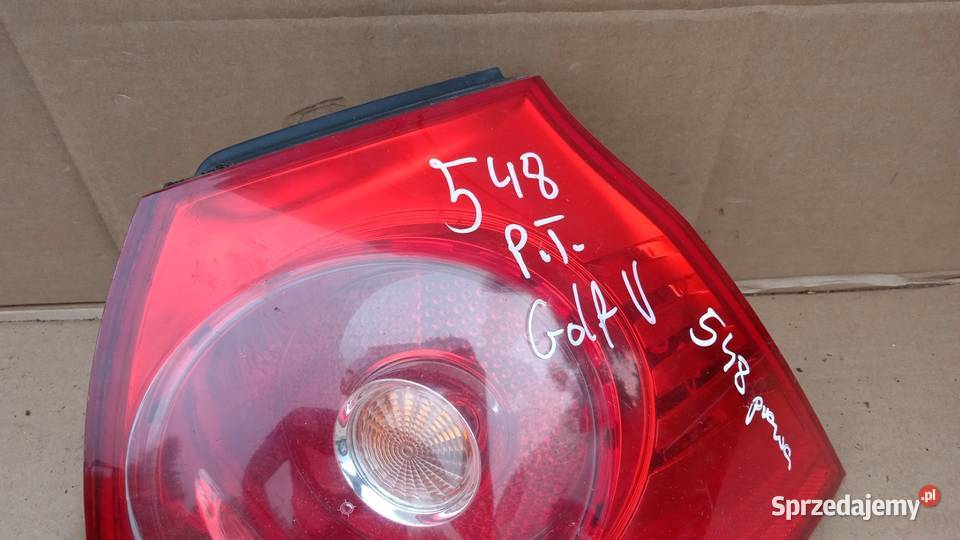 548
P.T.
Golf V
548 prawa
Sprzedajemy.pl